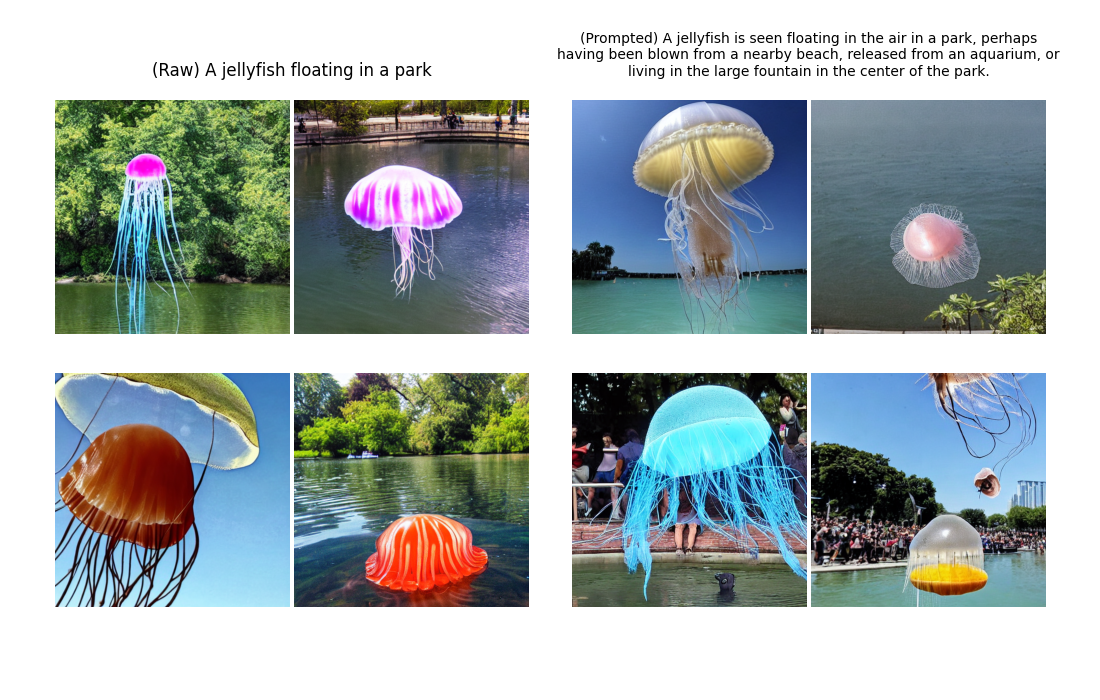 (Raw) A jellyfish floating in a park
(Prompted) A jellyfish is seen floating in the air in a park, perhaps
having been blown from a nearby beach, released from an aquarium, or
living in the large fountain in the center of the park.